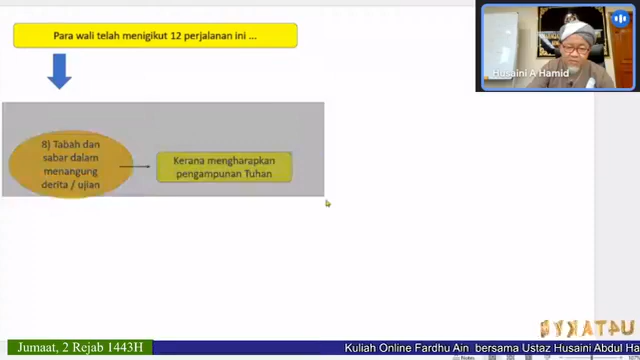 Para wali telah menigikut 12 perjalanan ini ...
Husaini A Hamid
8) Tabah dan
sabar dalam
menangung
derita / ujian
Kerana mengharapkan
pengampunan Tuhan
Jumaat, 2 Rejab 1443H
Kuliah Online Fardhu Ain bersama Ustaz Husaini Abdul Ha
Notes